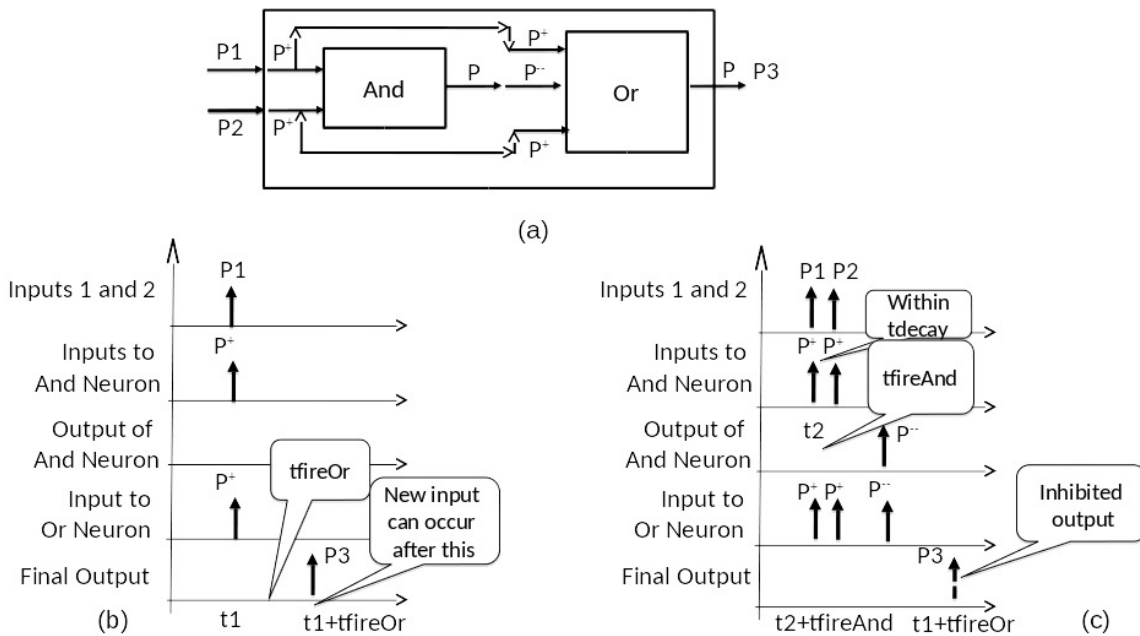 P1 P⁺ P⁺
And P P⁻⁻ Or P P3
P2 P⁺ P⁺
(a)
P1
Inputs 1 and 2
P⁺
Inputs to
And Neuron
Output of
And Neuron
tfireOr
P⁺
Input to
Or Neuron
New input
can occur
after this
P3
Final Output
(b) t1 t1+tfireOr
P1 P2
Inputs 1 and 2
Within
tdecay
P⁺ P⁺
Inputs to
And Neuron
tfireAnd
t2
Output of
And Neuron
P⁻⁻
P⁺ P⁺ P⁻⁻
Input to
Or Neuron
Inhibited
output
P3
Final Output
t2+tfireAnd t1+tfireOr (c)